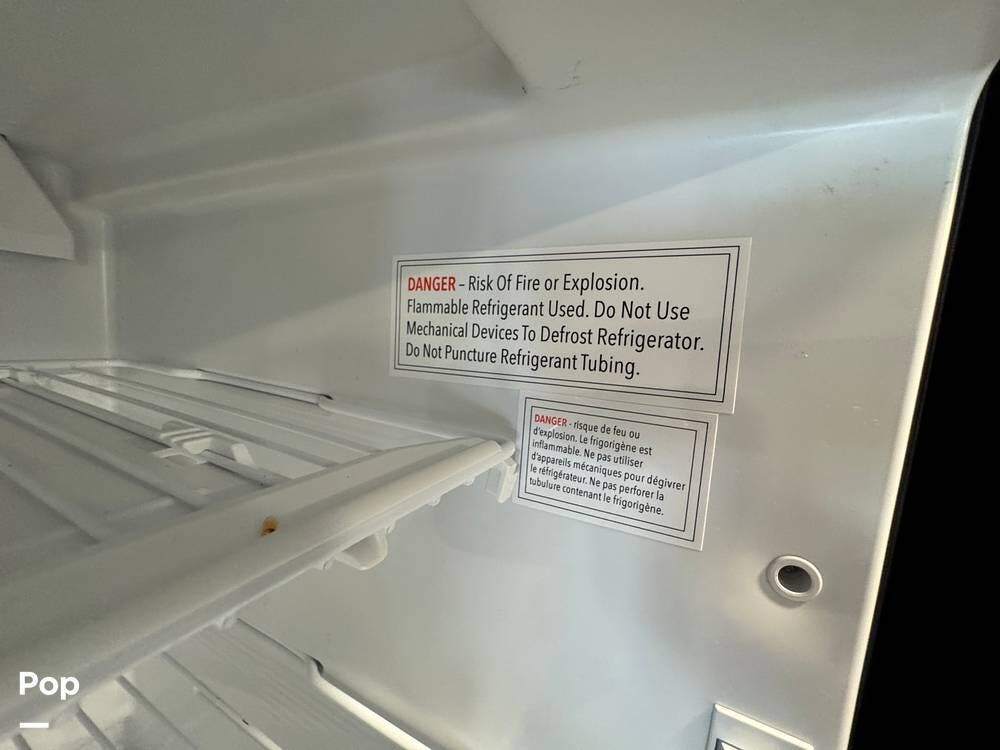 DANGER – Risk Of Fire or Explosion.
Flammable Refrigerant Used. Do Not Use
Mechanical Devices To Defrost Refrigerator.
Do Not Puncture Refrigerant Tubing.
DANGER - risque de feu ou
d'explosion. Le frigorigène est
inflammable. Ne pas utiliser
d'appareils mécaniques pour dégivrer
le réfrigérateur. Ne pas perforer la
tubulure contenant le frigorigène.
Pop